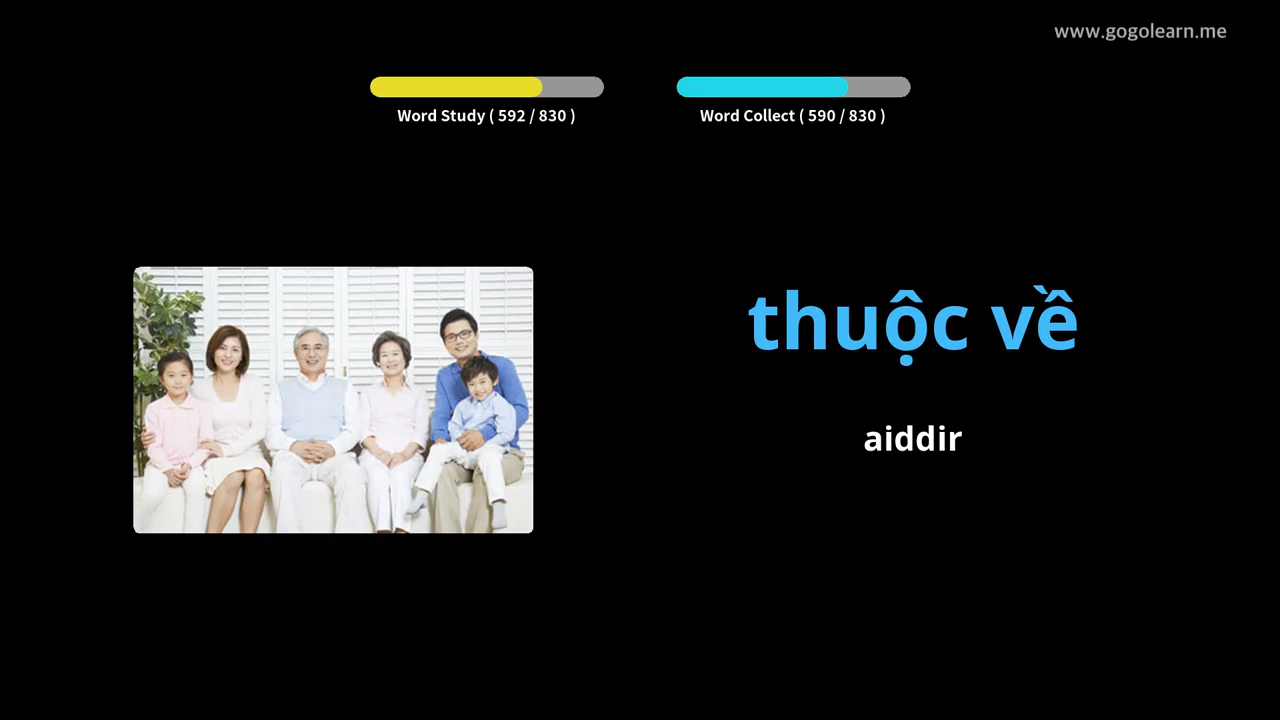 www.gogolearn.me
Word Study ( 592 / 830 )
Word Collect ( 590 / 830 )
thuộc về
aiddir